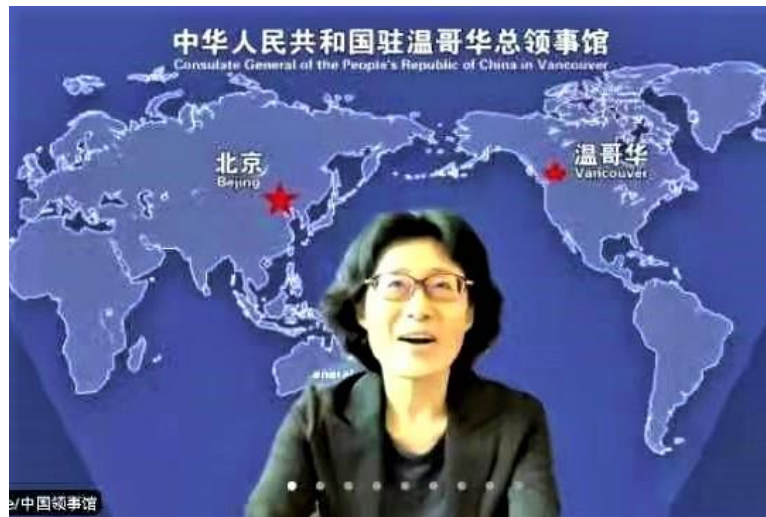 中华人民共和国驻温哥华总领事馆
Consulate General of the People's Republic of China in Vancouver
北京
Beijing
温哥华
Vancouver
eneral
e/中国领事馆